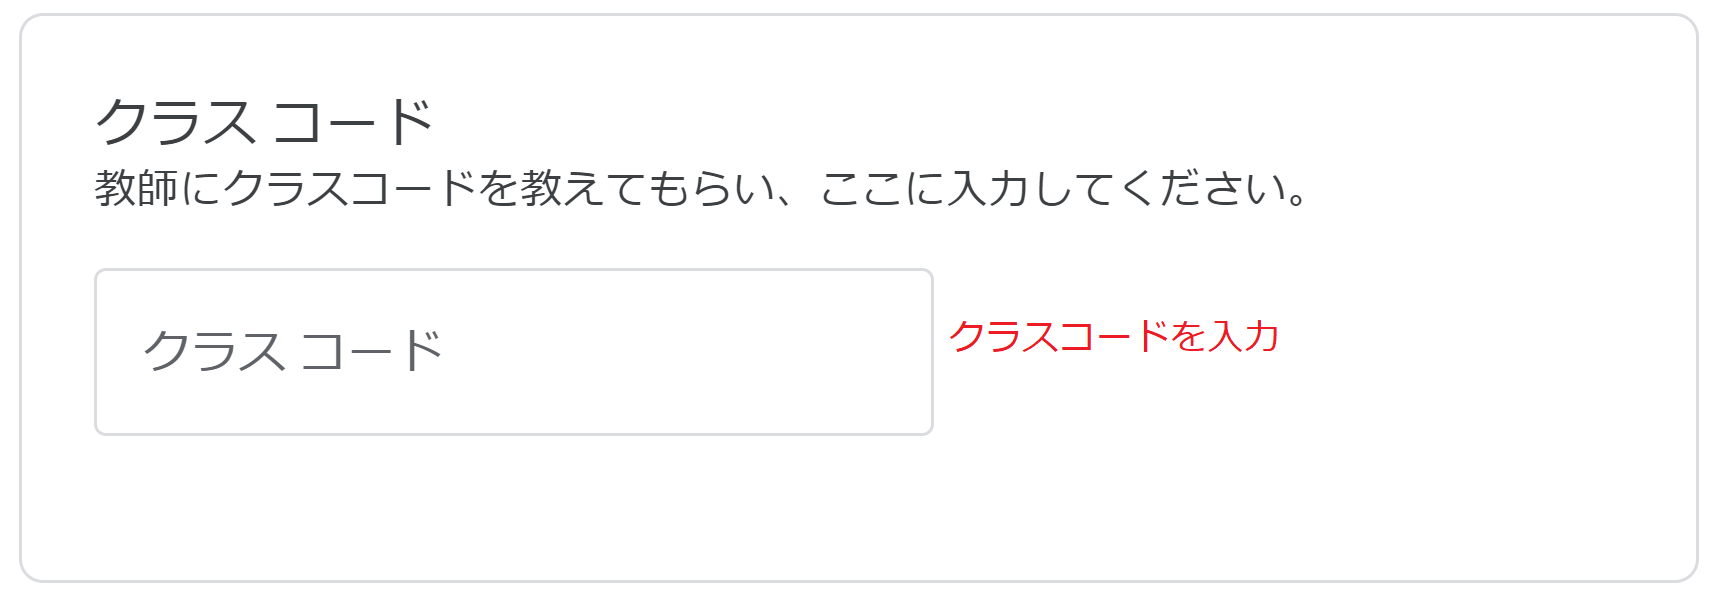 クラス コード
教師にクラスコードを教えてもらい、ここに入力してください。
クラス コード
クラスコードを入力